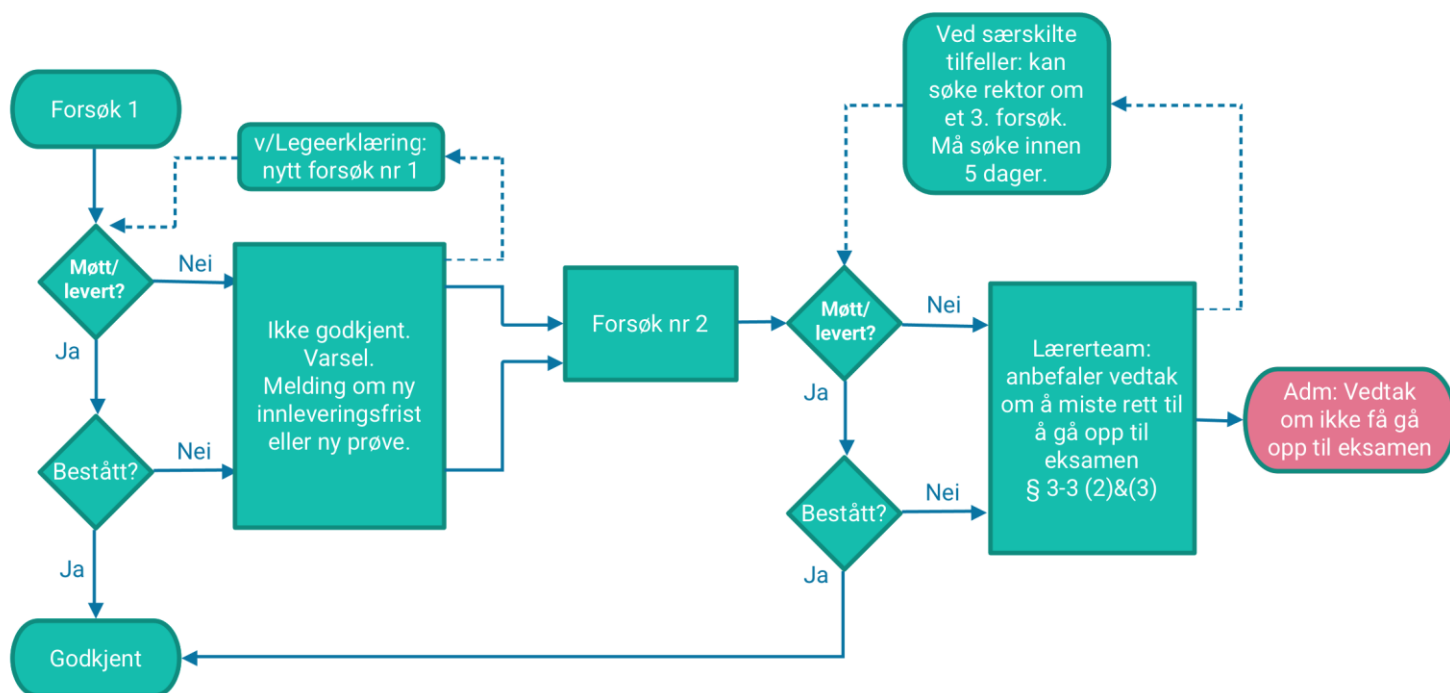 Forsøk 1
v/Legeerklæring:
nytt forsøk nr 1
Møtt/
levert?
Nei
Ja
Bestått?
Nei
Ja
Godkjent
Ikke godkjent.
Varsel.
Melding om ny
innleveringsfrist
eller ny prøve.
Forsøk nr 2
Ved særskilte
tilfeller: kan
søke rektor om
et 3. forsøk.
Må søke innen
5 dager.
Møtt/
levert?
Nei
Ja
Bestått?
Nei
Ja
Lærerteam:
anbefaler vedtak
om å miste rett til
å gå opp til
eksamen
§ 3-3 (2)&(3)
Adm: Vedtak
om ikke få gå
opp til eksamen